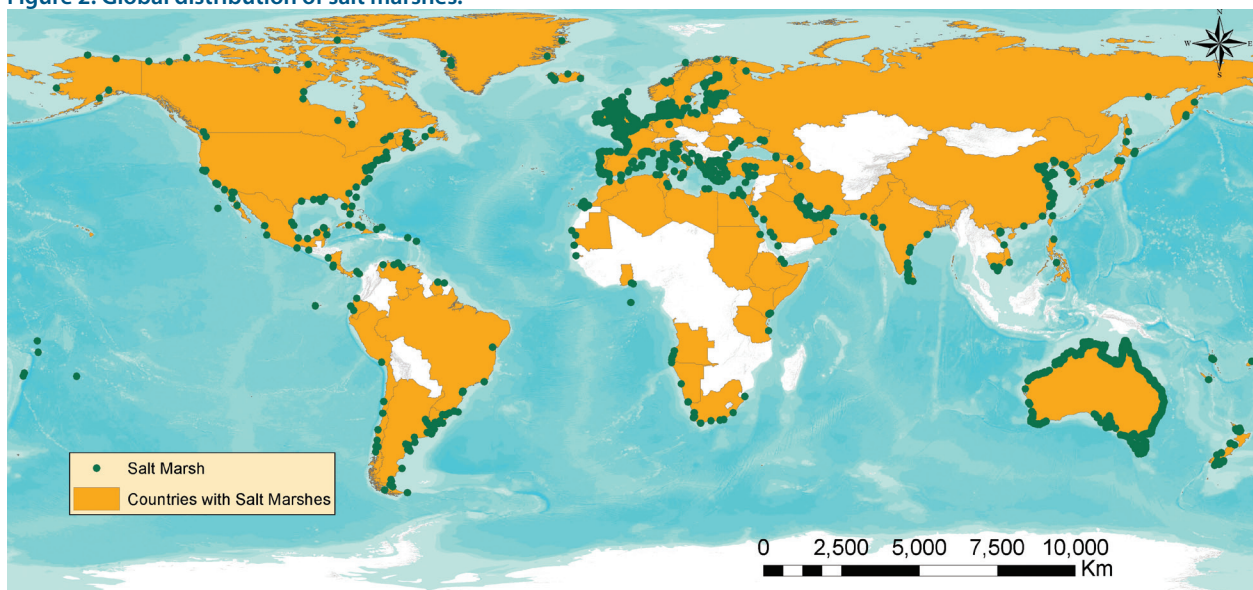 Figure 2. Global distribution of salt marshes.
N
W E
S
Salt Marsh
Countries with Salt Marshes
0 2,500 5,000 7,500 10,000
Km